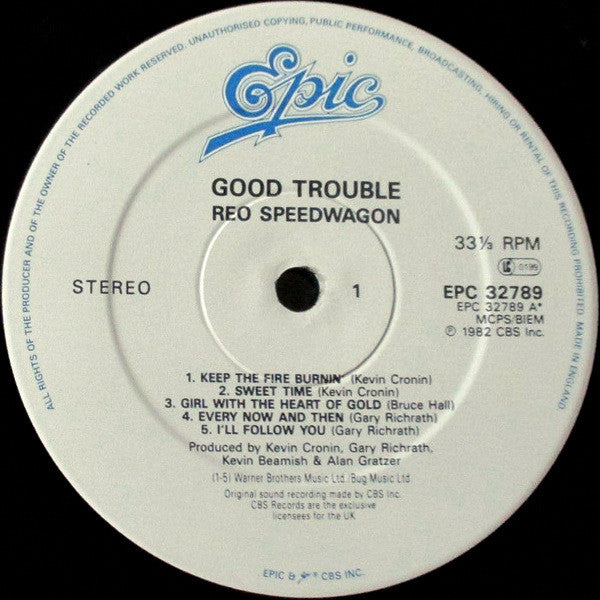 ALL RIGHTS OF THE PRODUCER AND OF THE OWNER OF THE RECORDED WORK RESERVED. UNAUTHORISED COPYING, PUBLIC PERFORMANCE, BROADCASTING, HIRING OR RENTAL OF THIS RECORDING PROHIBITED. MADE IN ENGLAND
Epic
GOOD TROUBLE
REO SPEEDWAGON
33⅓ RPM
LC 0199
STEREO
1
EPC 32789
EPC 32789 A*
MCPS/BIEM
℗ 1982 CBS Inc.
1. KEEP THE FIRE BURNIN' (Kevin Cronin)
2. SWEET TIME (Kevin Cronin)
3. GIRL WITH THE HEART OF GOLD (Bruce Hall)
4. EVERY NOW AND THEN (Gary Richrath)
5. I'LL FOLLOW YOU (Gary Richrath)
Produced by Kevin Cronin, Gary Richrath,
Kevin Beamish & Alan Gratzer
(1-5) Warner Brothers Music Ltd./Bug Music Ltd
Original sound recording made by CBS Inc.
CBS Records are the exclusive
licensees for the UK
EPIC & ® CBS INC.